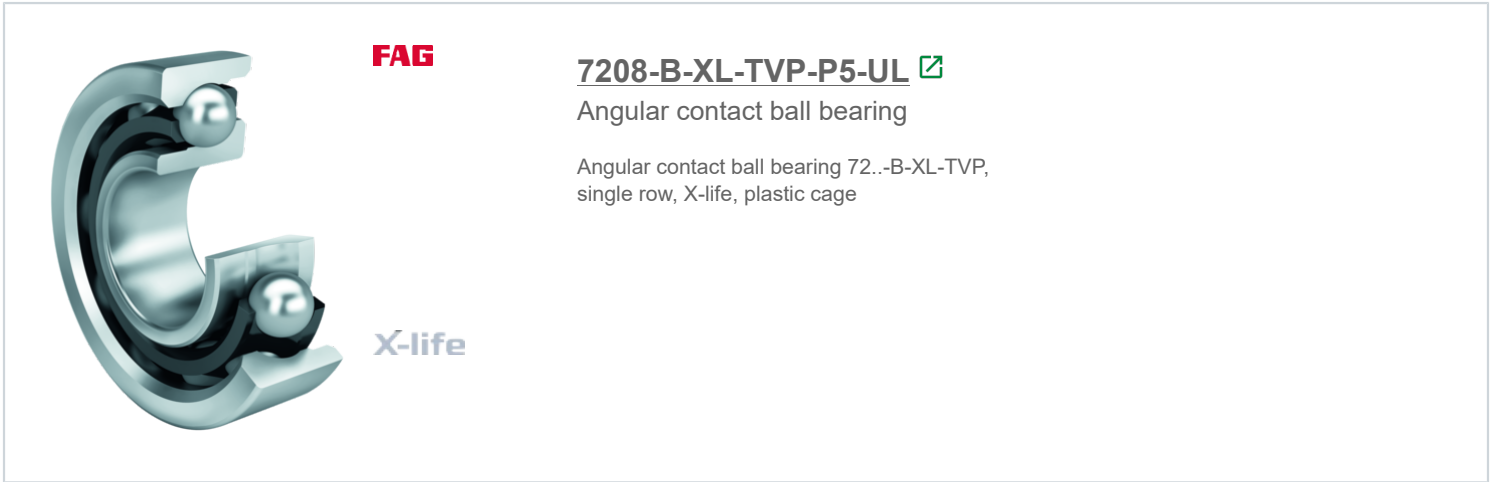 FAG
7208-B-XL-TVP-P5-UL
Angular contact ball bearing
Angular contact ball bearing 72..-B-XL-TVP,
single row, X-life, plastic cage
X-life